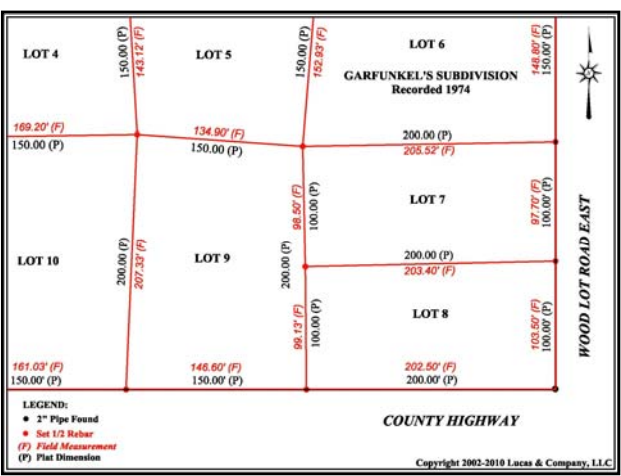 LOT 4
150.00 (P)
143.12' (F)
LOT 5
150.00 (P)
152.93' (F)
LOT 6
148.80' (F)
150.00' (P)
GARFUNKEL'S SUBDIVISION
Recorded 1974
169.20' (F)
150.00 (P)
134.90' (F)
150.00 (P)
200.00 (P)
205.52' (F)
98.50' (F)
100.00 (P)
LOT 7
97.70' (F)
100.00' (P)
LOT 10
200.00 (P)
207.33' (F)
LOT 9
200.00 (P)
200.00 (P)
203.40' (F)
WOOD LOT ROAD EAST
99.13' (F)
100.00 (P)
LOT 8
103.50' (F)
100.00' (P)
161.03' (F)
150.00' (P)
146.60' (F)
150.00' (P)
202.50' (F)
200.00' (P)
LEGEND:
2" Pipe Found
Set 1/2 Rebar
(F) Field Measurement
(P) Plat Dimension
COUNTY HIGHWAY
Copyright 2002-2010 Lucas & Company, LLC